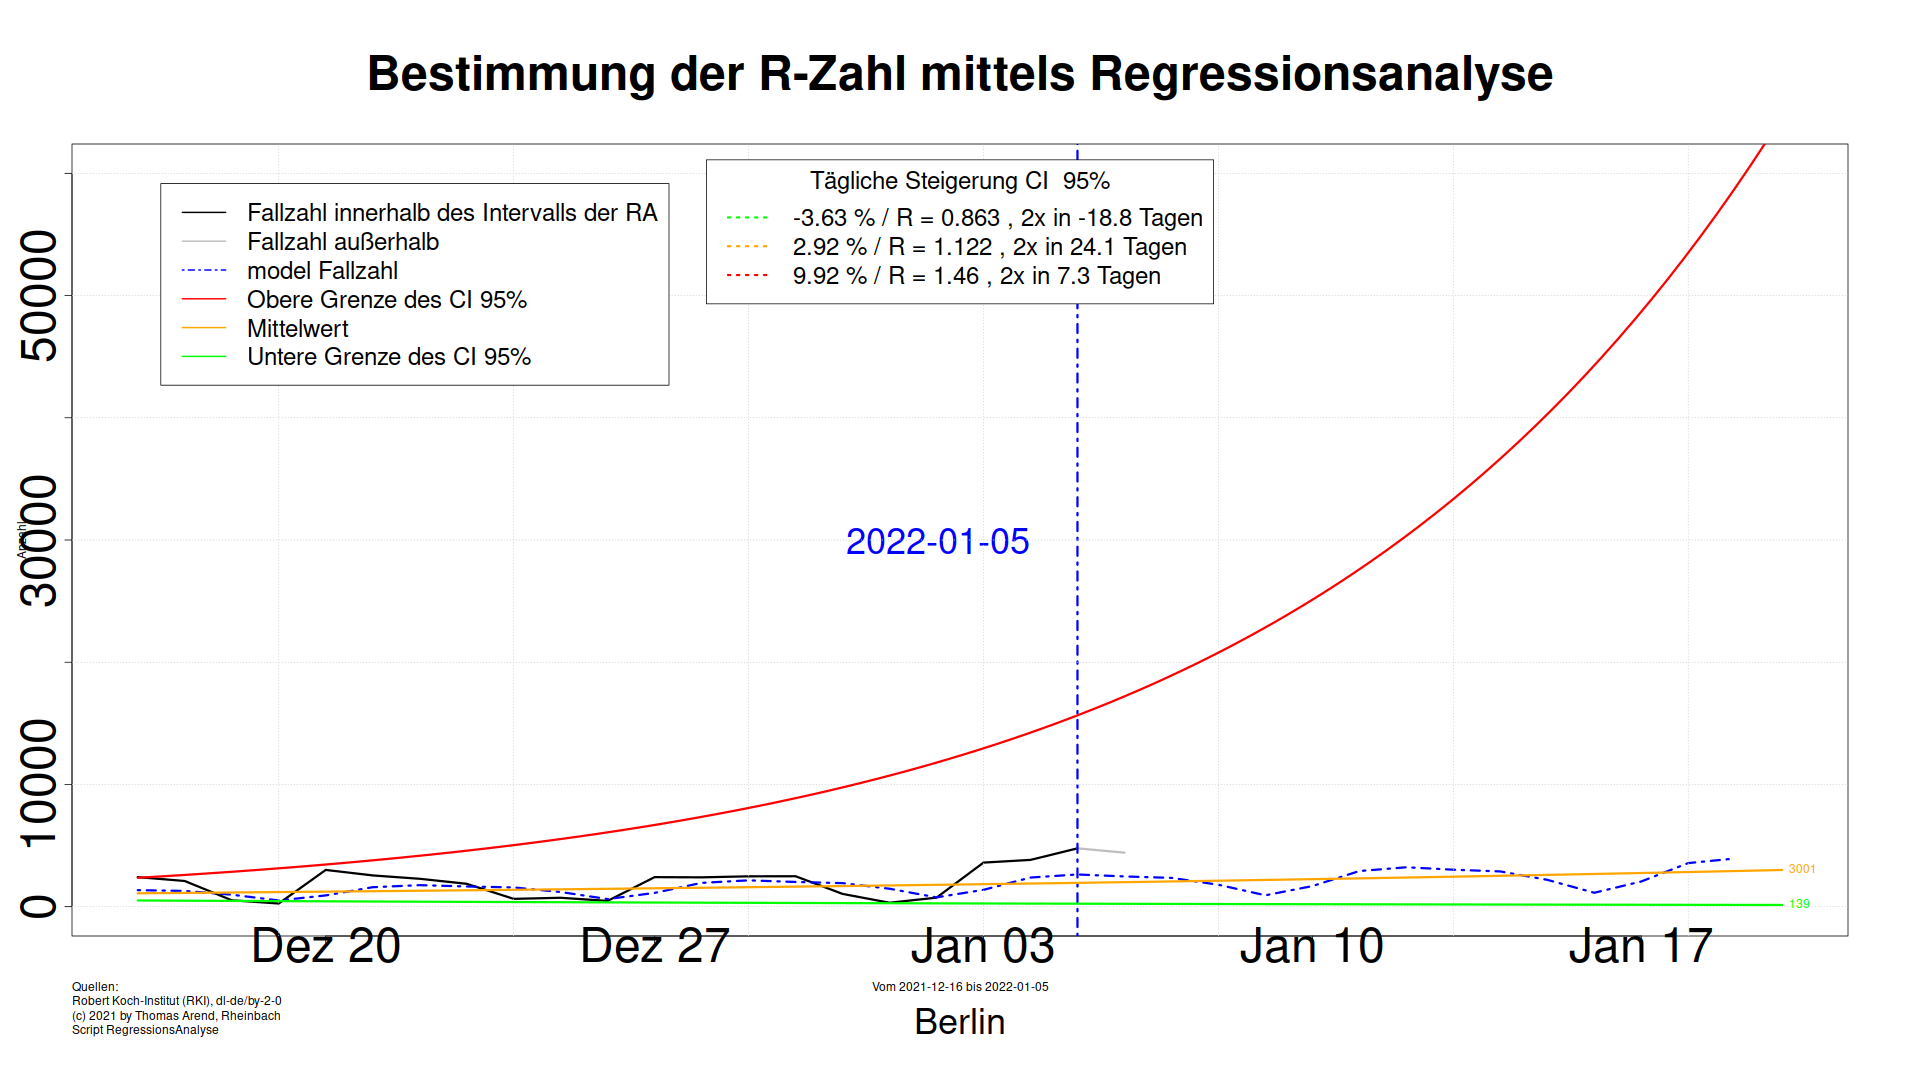 Bestimmung der R-Zahl mittels Regressionsanalyse
Fallzahl innerhalb des Intervalls der RA
Fallzahl außerhalb
model Fallzahl
Obere Grenze des CI 95%
Mittelwert
Untere Grenze des CI 95%
Tägliche Steigerung CI  95%
-3.63 % / R = 0.863 , 2x in -18.8 Tagen
2.92 % / R = 1.122 , 2x in 24.1 Tagen
9.92 % / R = 1.46 , 2x in 7.3 Tagen
50000
30000
10000
0
Anzahl
2022-01-05
3001
139
Dez 20
Dez 27
Jan 03
Jan 10
Jan 17
Quellen:
Robert Koch-Institut (RKI), dl-de/by-2-0
(c) 2021 by Thomas Arend, Rheinbach
Script RegressionsAnalyse
Vom 2021-12-16 bis 2022-01-05
Berlin